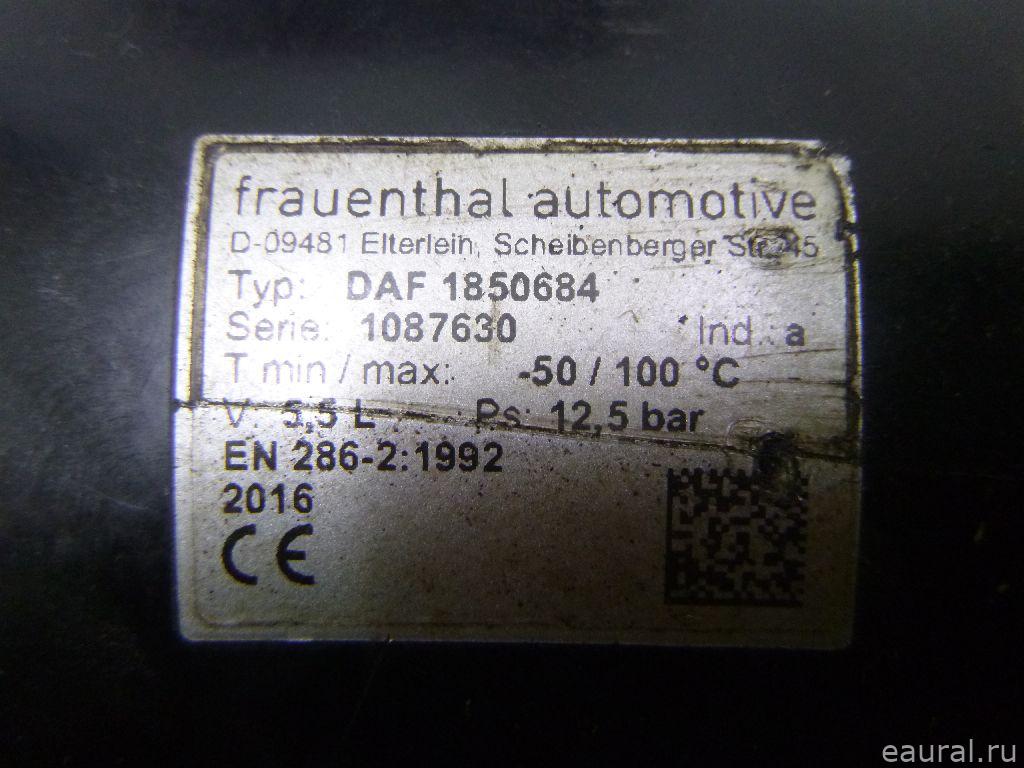 frauenthal automotive
D-09481 Elterlein, Scheibenberger Str. 45
Typ: DAF 1850684
Serie: 1087630 Ind.: a
T min / max: -50 / 100 °C
V: 5,5 L Ps: 12,5 bar
EN 286-2:1992
2016
CE
eaural.ru